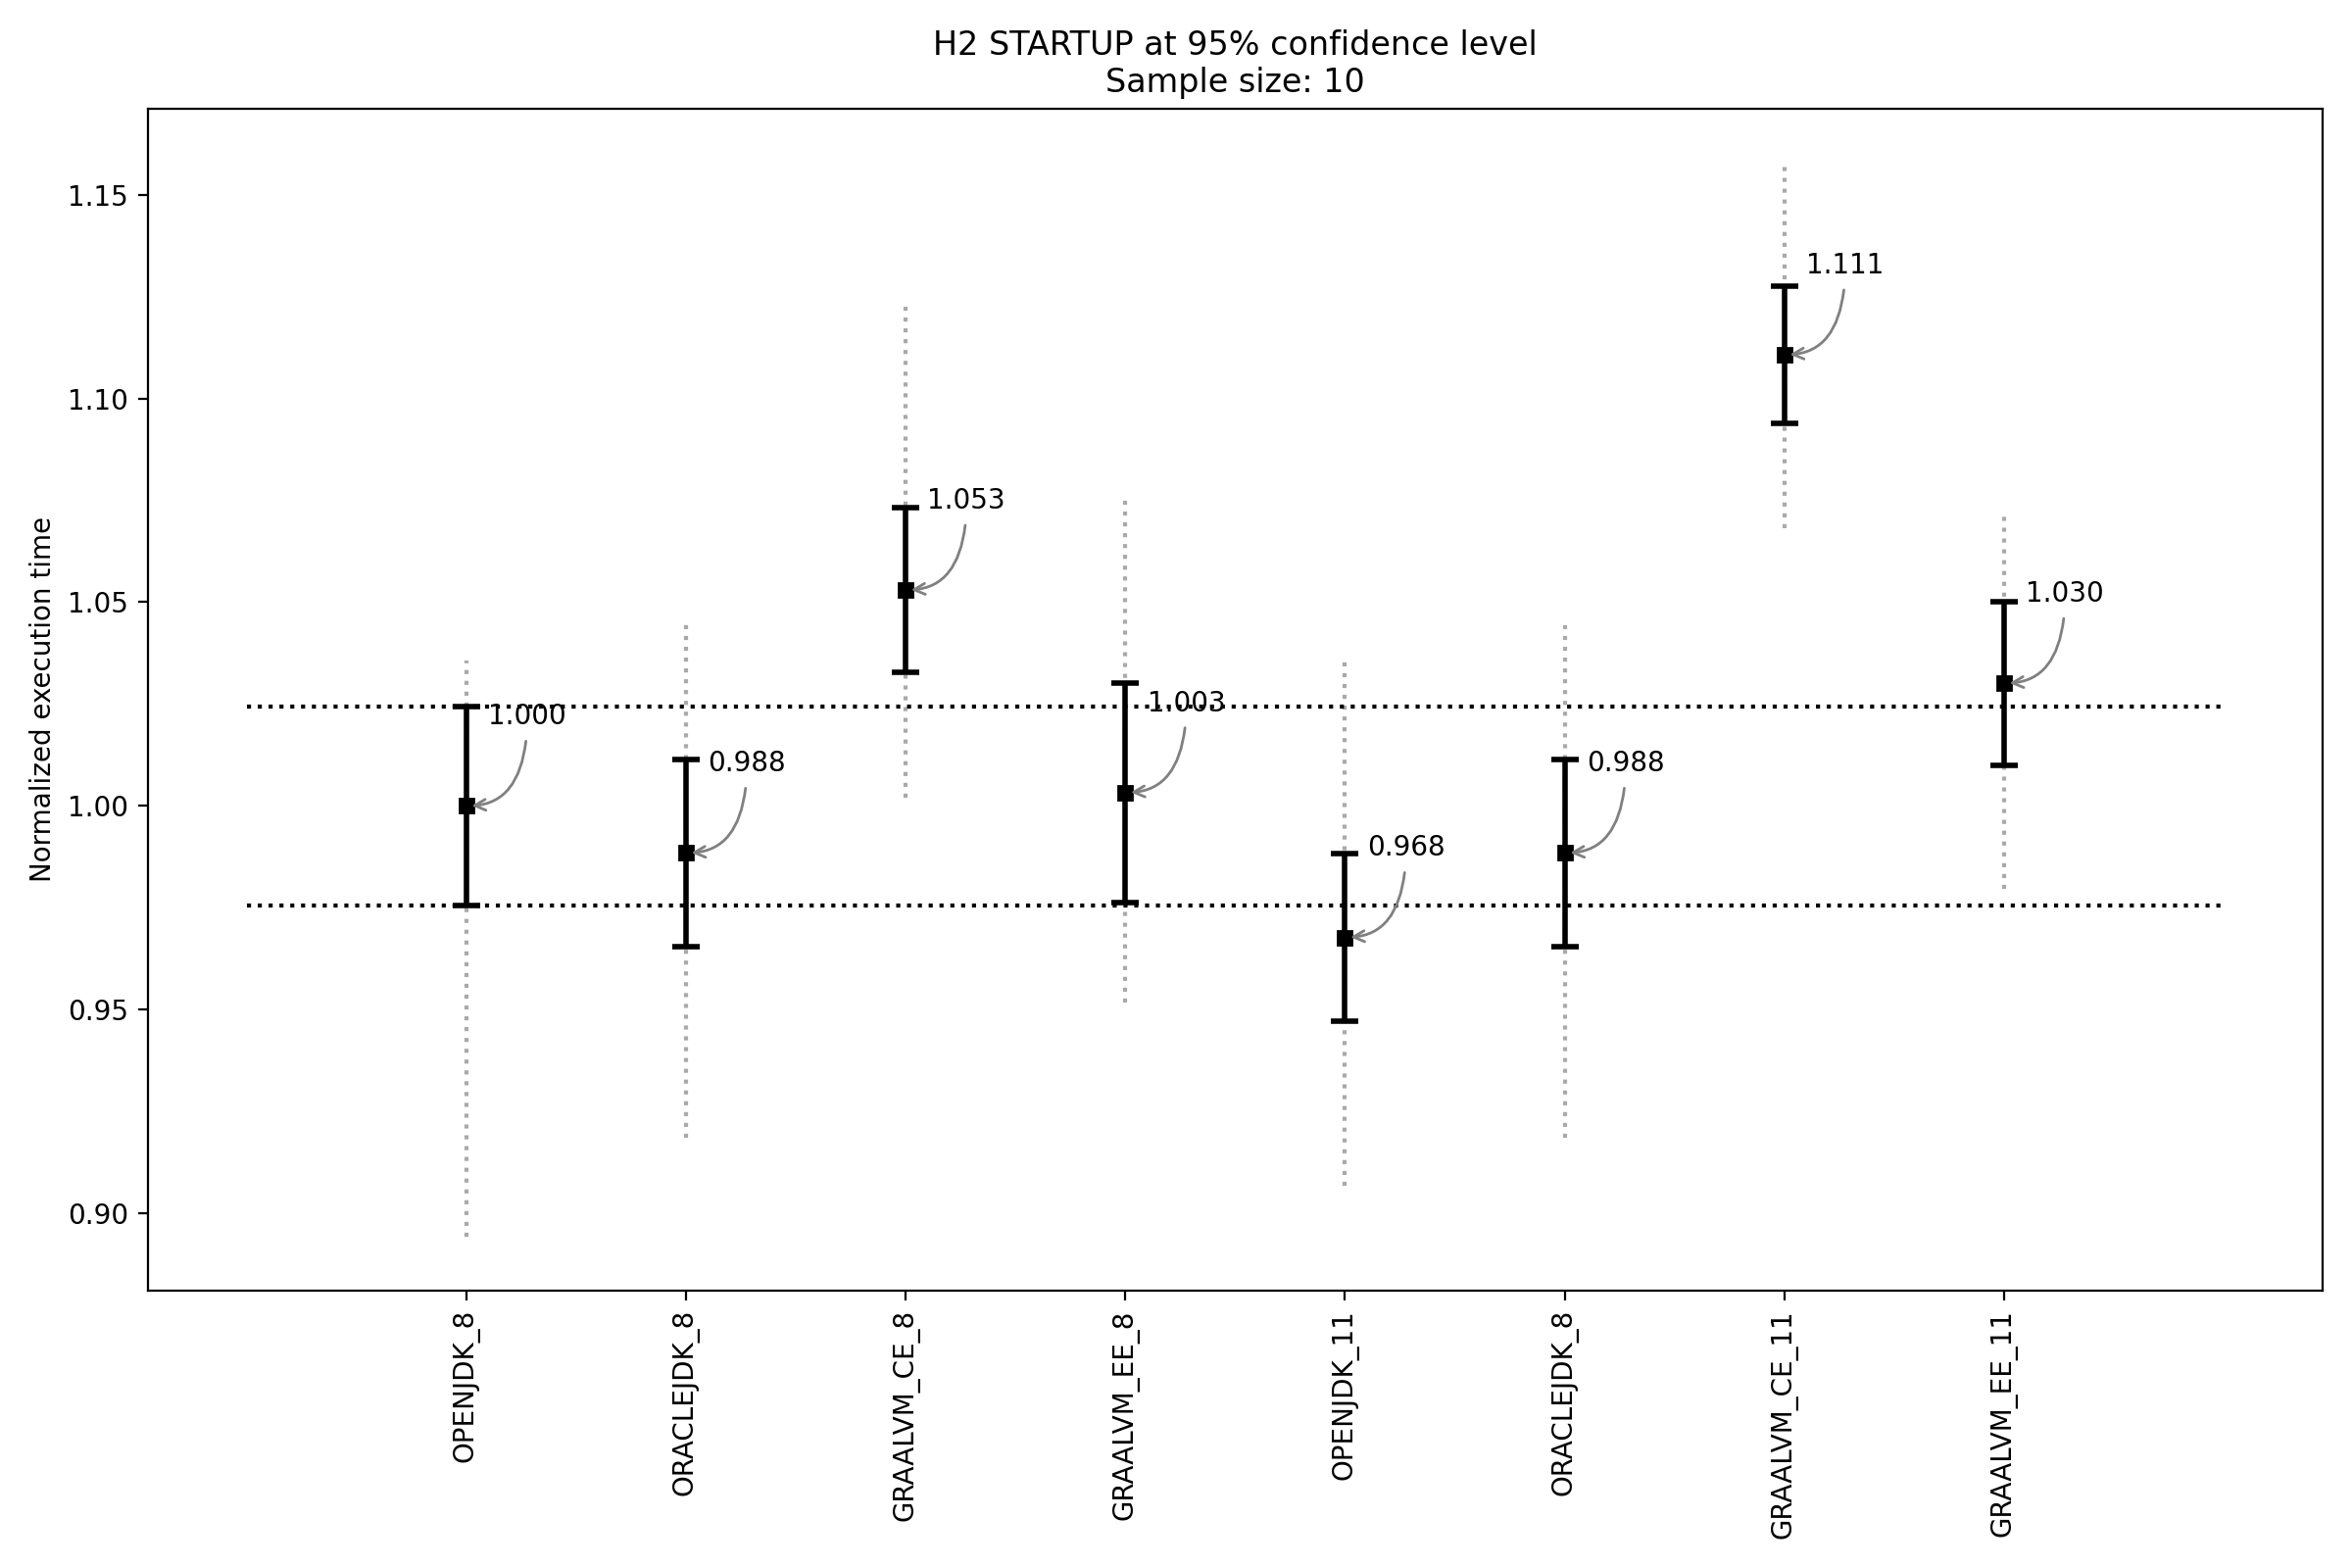 H2 STARTUP at 95% confidence level
Sample size: 10
Normalized execution time
1.15
1.10
1.05
1.00
0.95
0.90
1.000
0.988
1.053
1.003
0.968
0.988
1.111
1.030
OPENJDK_8
ORACLEJDK_8
GRAALVM_CE_8
GRAALVM_EE_8
OPENJDK_11
ORACLEJDK_8
GRAALVM_CE_11
GRAALVM_EE_11